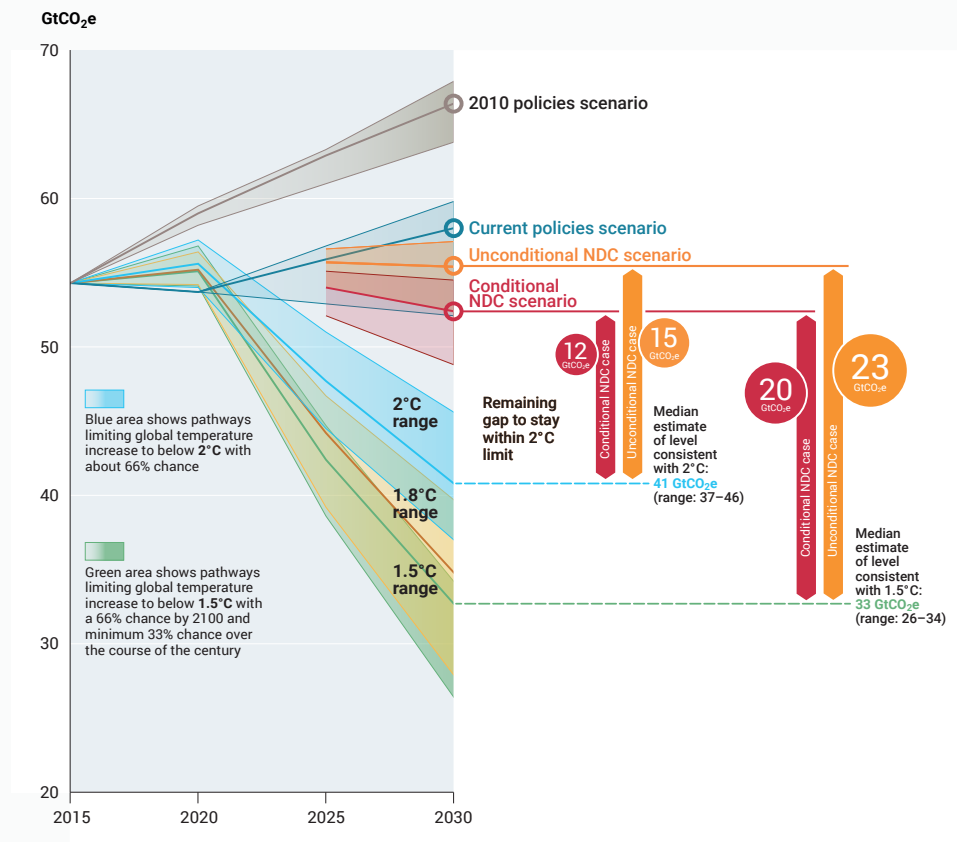 GtCO₂e
70
60
50
40
30
20
2015
2020
2025
2030
2010 policies scenario
Current policies scenario
Unconditional NDC scenario
Conditional
NDC scenario
2°C
range
1.8°C
range
1.5°C
range
Blue area shows pathways
limiting global temperature
increase to below 2°C with
about 66% chance
Green area shows pathways
limiting global temperature
increase to below 1.5°C with
a 66% chance by 2100 and
minimum 33% chance over
the course of the century
Remaining
gap to stay
within 2°C
limit
12
GtCO₂e
Conditional NDC case
Unconditional NDC case
15
GtCO₂e
Median
estimate
of level
consistent
with 2°C:
41 GtCO₂e
(range: 37–46)
20
GtCO₂e
Conditional NDC case
Unconditional NDC case
23
GtCO₂e
Median
estimate
of level
consistent
with 1.5°C:
33 GtCO₂e
(range: 26–34)